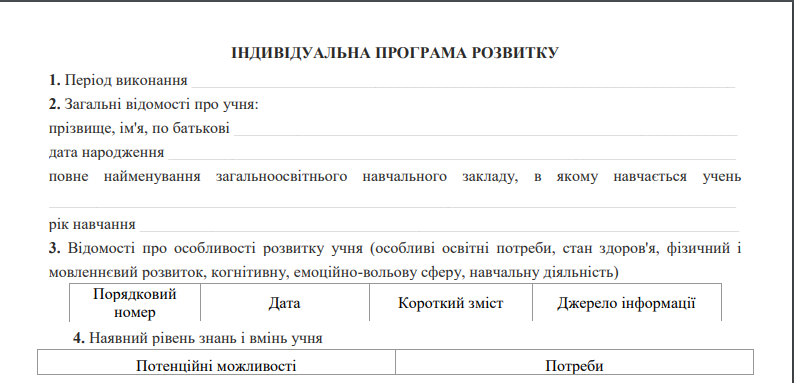 ІНДИВІДУАЛЬНА ПРОГРАМА РОЗВИТКУ
1. Період виконання
2. Загальні відомості про учня:
прізвище, ім'я, по батькові
дата народження
повне найменування загальноосвітнього навчального закладу, в якому навчається учень
рік навчання
3. Відомості про особливості розвитку учня (особливі освітні потреби, стан здоров'я, фізичний і
мовленнєвий розвиток, когнітивну, емоційно-вольову сферу, навчальну діяльність)
Порядковий
номер
Дата
Короткий зміст
Джерело інформації
4. Наявний рівень знань і вмінь учня
Потенційні можливості
Потреби